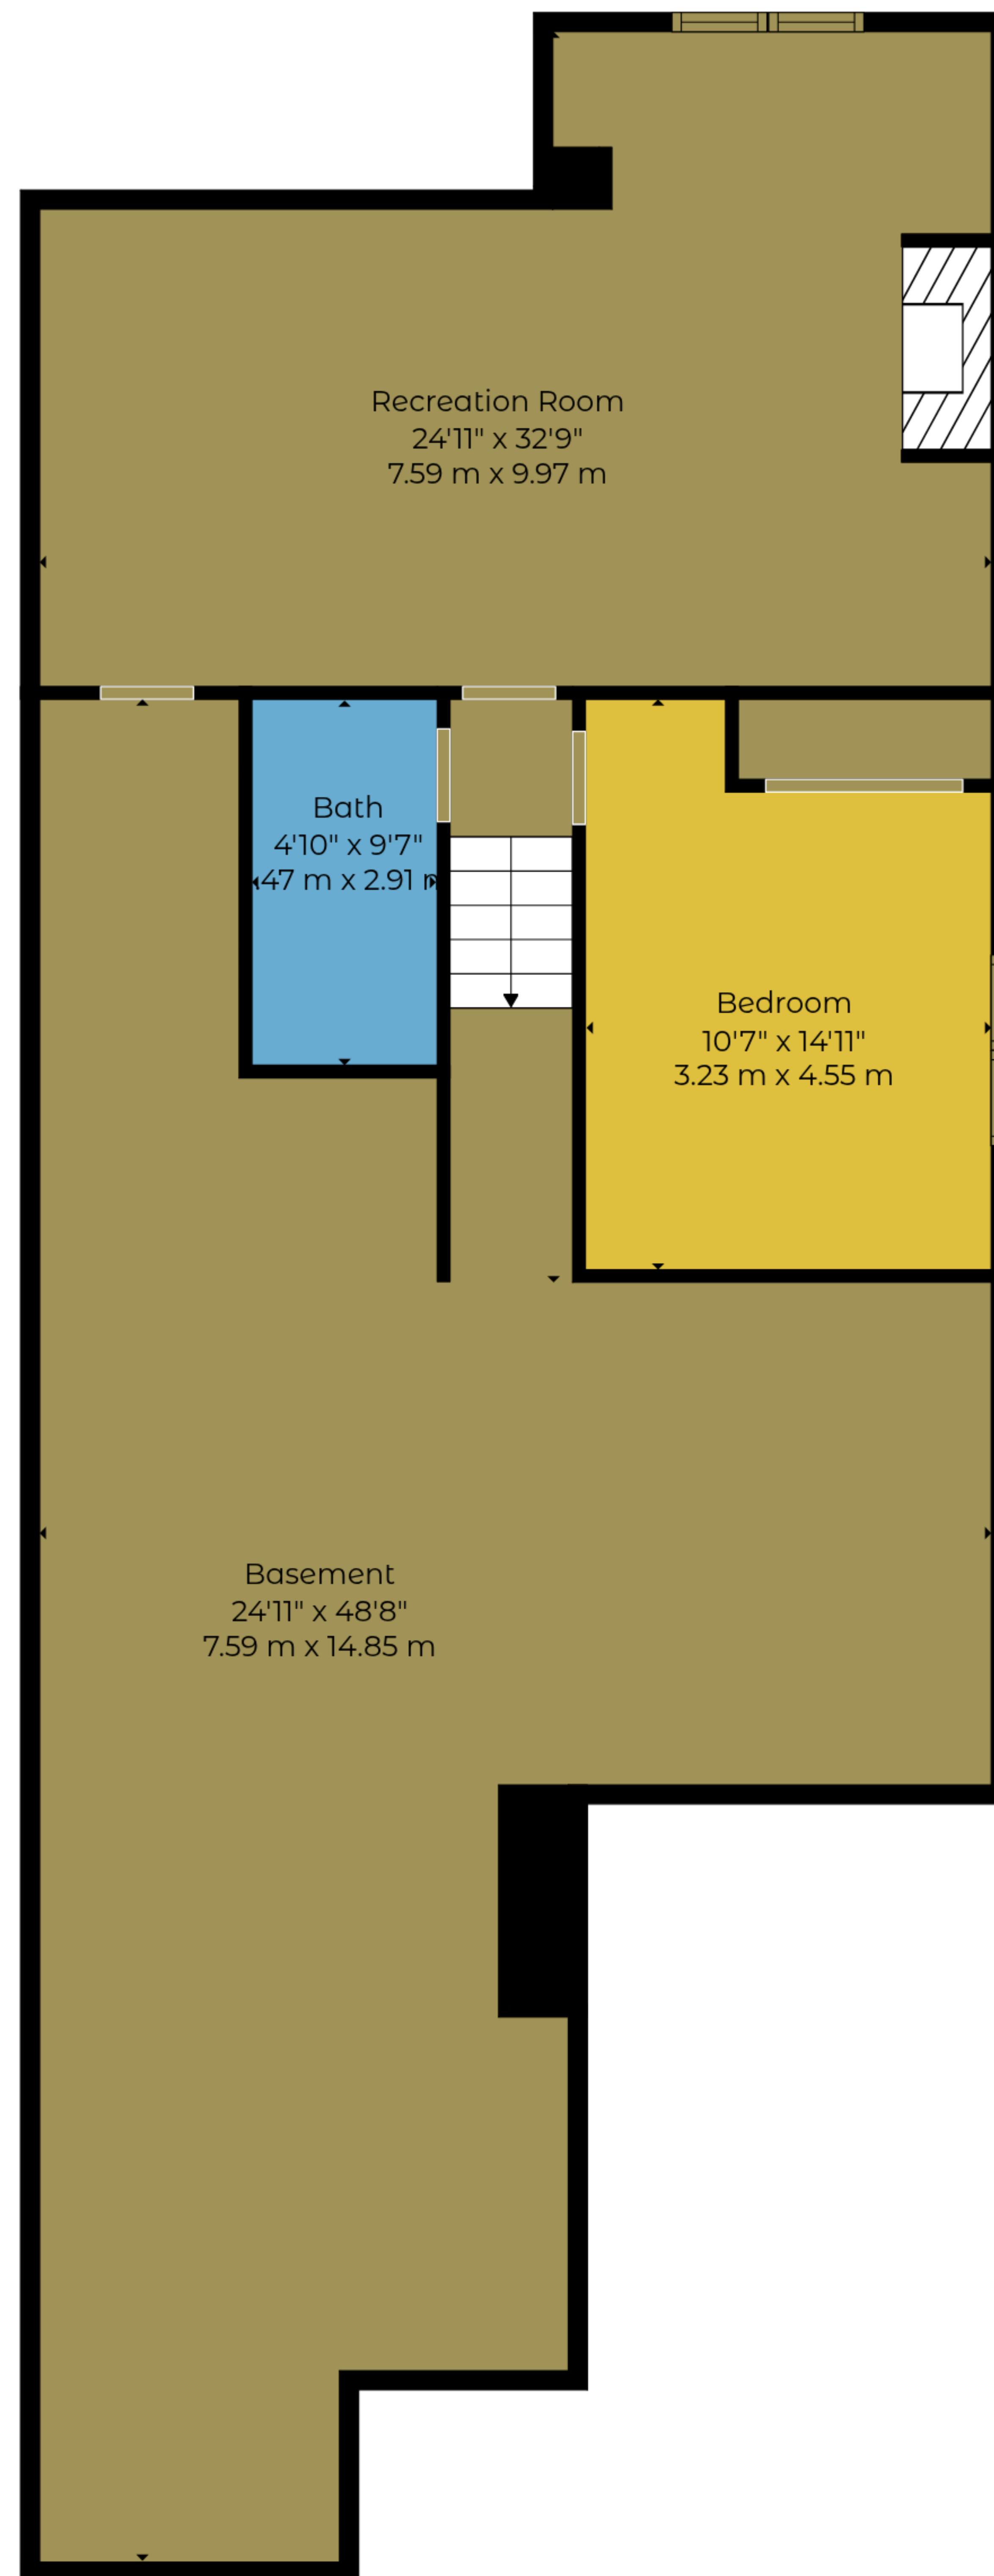 Recreation Room
24'11" x 32'9"
7.59 m x 9.97 m
Bath
4'10" x 9'7"
47 m x 2.91
Bedroom
10'7" x 14'11"
3.23 m x 4.55 m
Basement
24'11" x 48'8"
7.59 m x 14.85 m